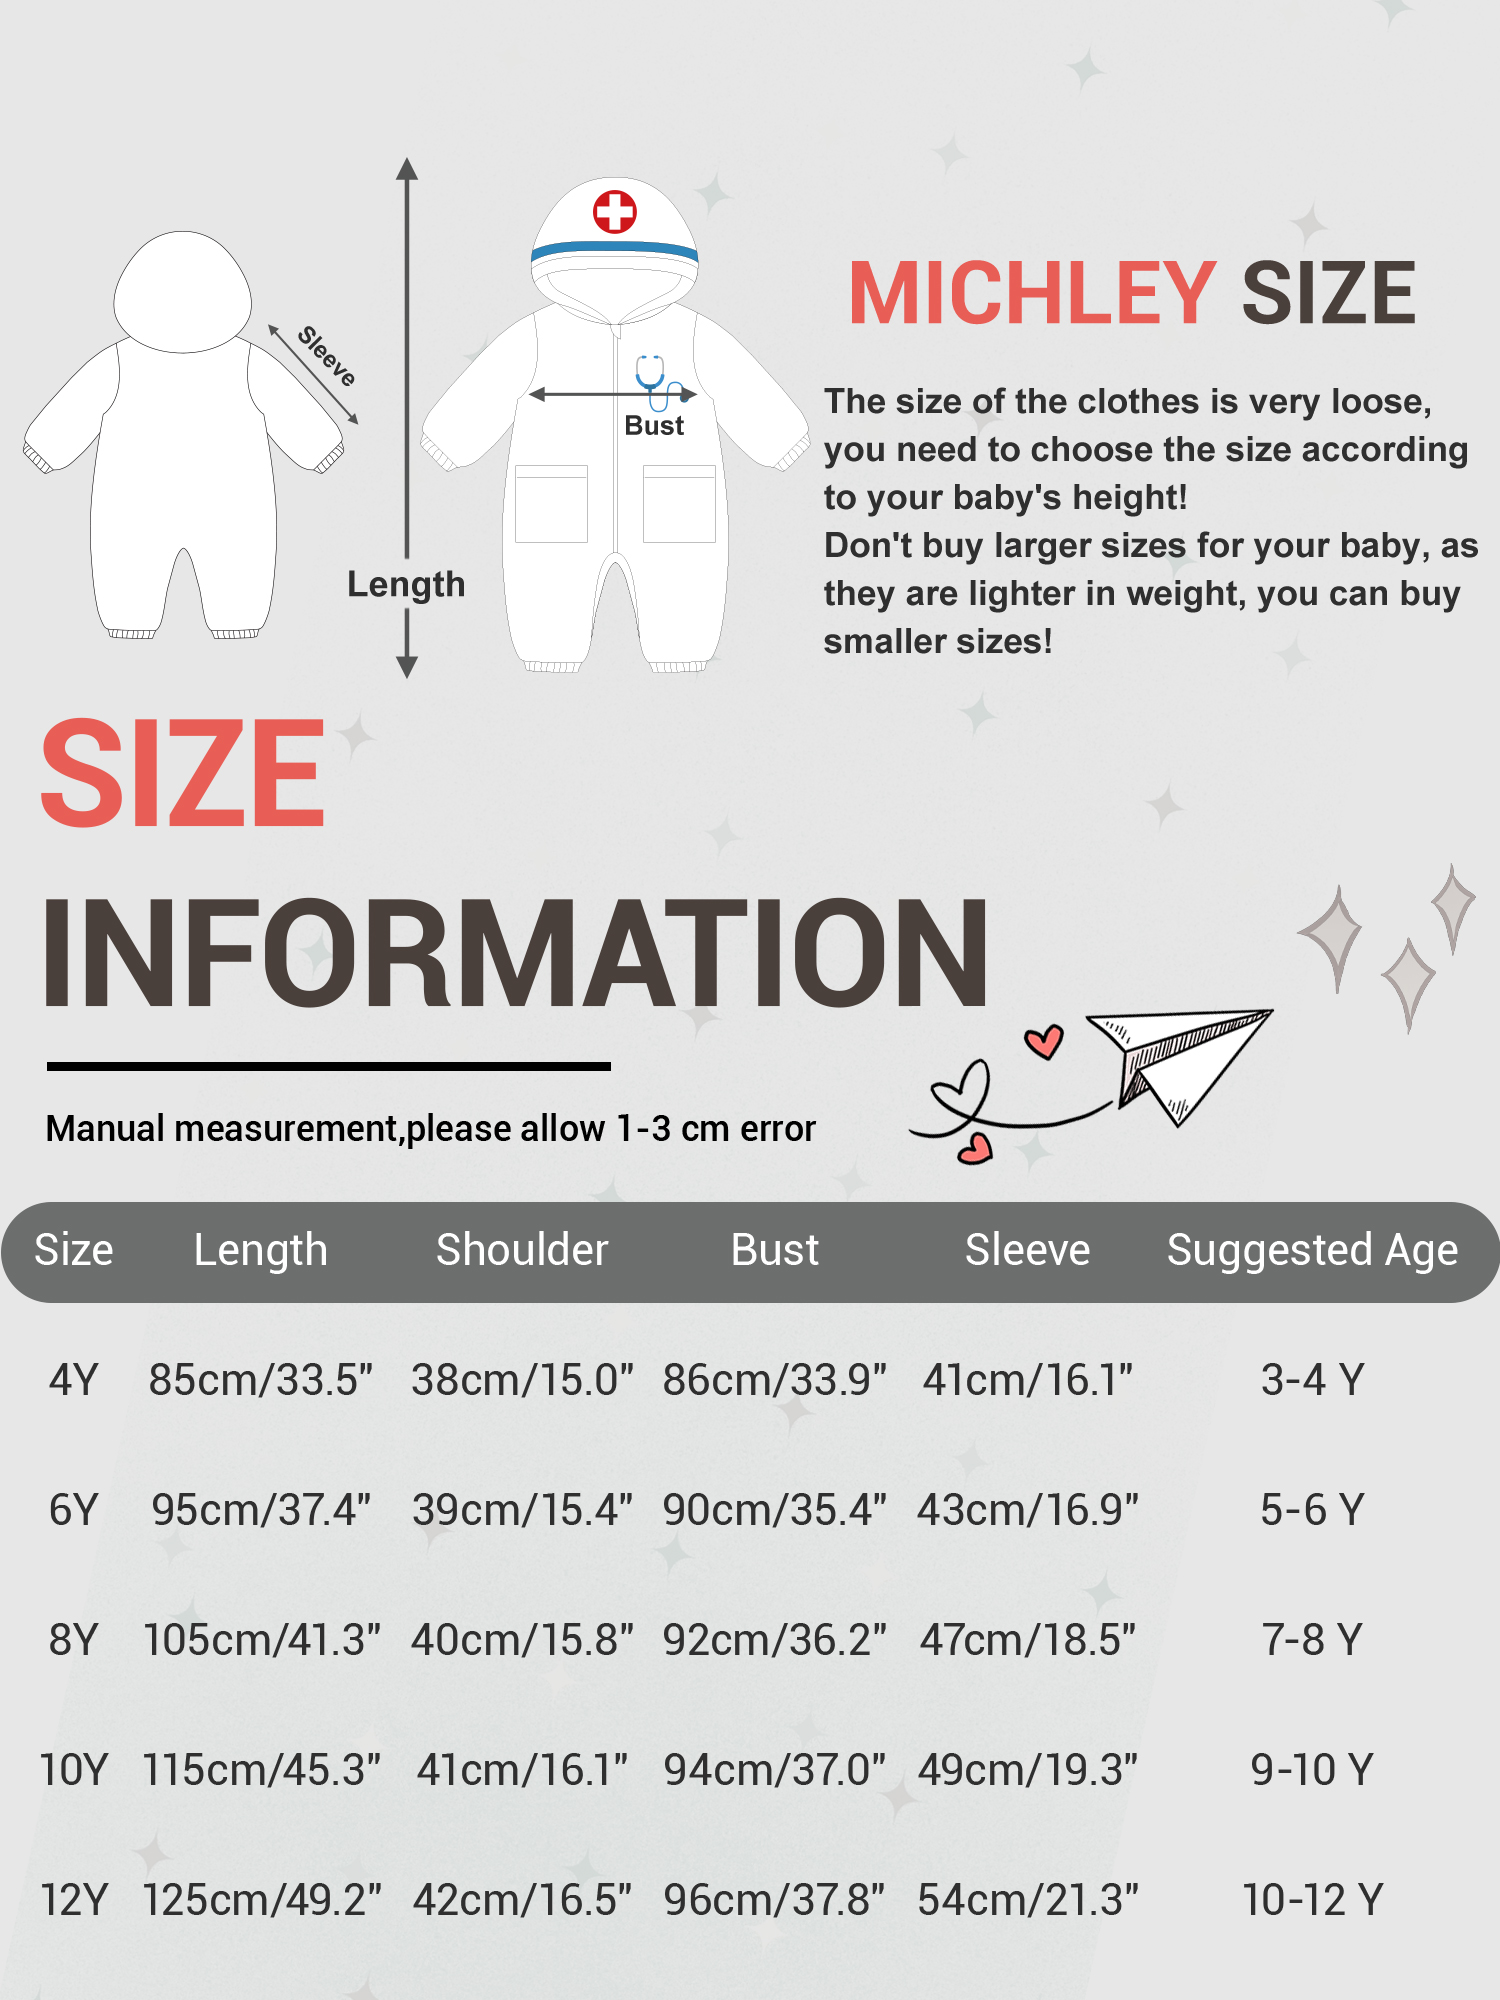 Sleeve
Bust
Length
MICHLEY SIZE
The size of the clothes is very loose,
you need to choose the size according
to your baby's height!
Don't buy larger sizes for your baby, as
they are lighter in weight, you can buy
smaller sizes!
SIZE
INFORMATION
Manual measurement,please allow 1-3 cm error
Size Length Shoulder Bust Sleeve Suggested Age
4Y 85cm/33.5" 38cm/15.0" 86cm/33.9" 41cm/16.1" 3-4 Y
6Y 95cm/37.4" 39cm/15.4" 90cm/35.4" 43cm/16.9" 5-6 Y
8Y 105cm/41.3" 40cm/15.8" 92cm/36.2" 47cm/18.5" 7-8 Y
10Y 115cm/45.3" 41cm/16.1" 94cm/37.0" 49cm/19.3" 9-10 Y
12Y 125cm/49.2" 42cm/16.5" 96cm/37.8" 54cm/21.3" 10-12 Y